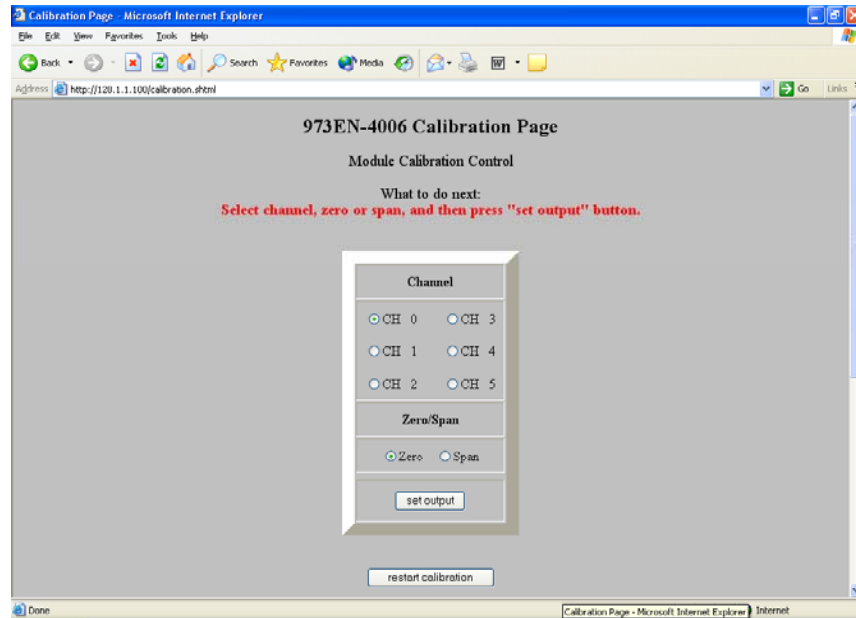 Calibration Page - Microsoft Internet Explorer
File Edit View Favorites Tools Help
Back Search Favorites Media
Address http://128.1.1.100/calibration.shtml Go Links
973EN-4006 Calibration Page
Module Calibration Control
What to do next:
Select channel, zero or span, and then press "set output" button.
Channel
CH 0 CH 3
CH 1 CH 4
CH 2 CH 5
Zero/Span
Zero Span
set output
restart calibration
Done Calibration Page - Microsoft Internet Explorer Internet